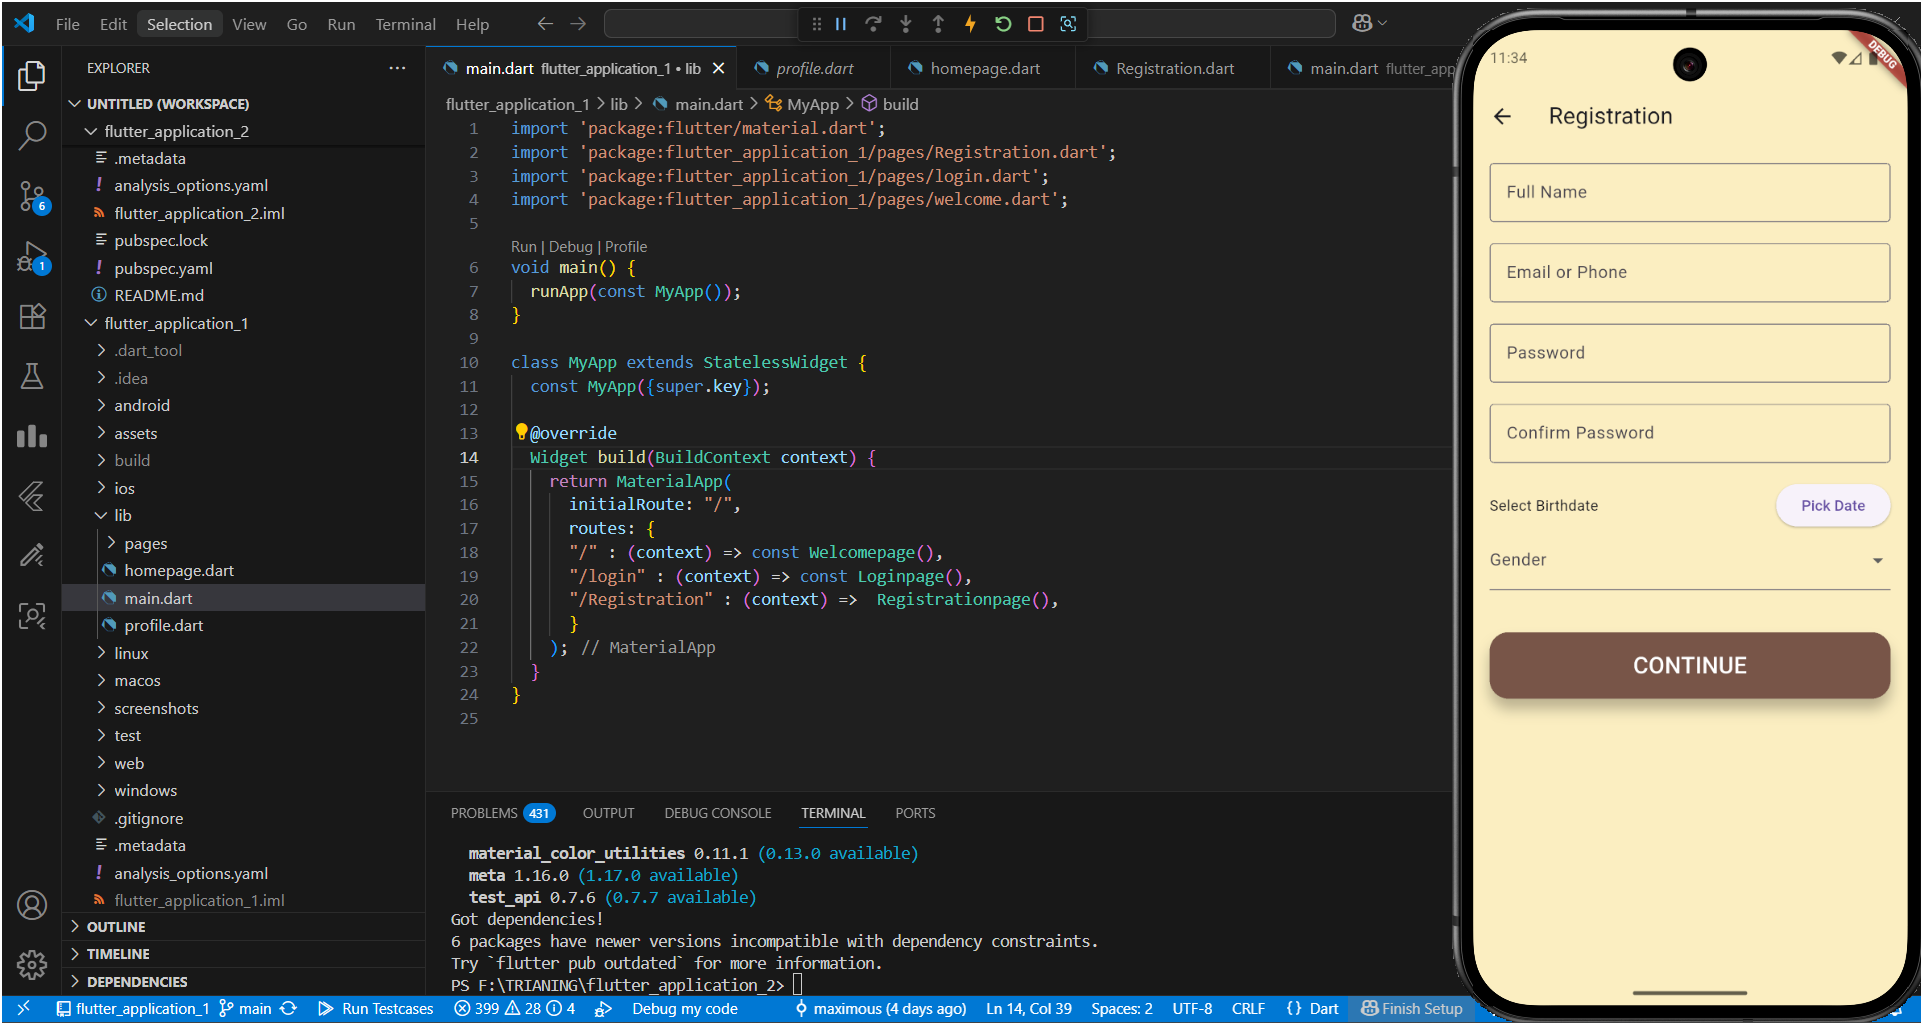 File Edit Selection View Go Run Terminal Help
EXPLORER
UNTITLED (WORKSPACE)
flutter_application_2
.metadata
analysis_options.yaml
flutter_application_2.iml
pubspec.lock
pubspec.yaml
README.md
flutter_application_1
.dart_tool
.idea
android
assets
build
ios
lib
pages
homepage.dart
main.dart
profile.dart
linux
macos
screenshots
test
web
windows
.gitignore
.metadata
analysis_options.yaml
flutter_application_1.iml
OUTLINE
TIMELINE
DEPENDENCIES
6
1
main.dart flutter_application_1 • lib
profile.dart
homepage.dart
Registration.dart
main.dart flutter_app
flutter_application_1 > lib > main.dart > MyApp > build
1 import 'package:flutter/material.dart';
2 import 'package:flutter_application_1/pages/Registration.dart';
3 import 'package:flutter_application_1/pages/login.dart';
4 import 'package:flutter_application_1/pages/welcome.dart';
5
Run | Debug | Profile
6 void main() {
7 runApp(const MyApp());
8 }
9
10 class MyApp extends StatelessWidget {
11 const MyApp({super.key});
12
13 @override
14 Widget build(BuildContext context) {
15 return MaterialApp(
16 initialRoute: "/",
17 routes: {
18 "/" : (context) => const Welcomepage(),
19 "/login" : (context) => const Loginpage(),
20 "/Registration" : (context) => Registrationpage(),
21 }
22 ); // MaterialApp
23 }
24 }
25
PROBLEMS 431 OUTPUT DEBUG CONSOLE TERMINAL PORTS
material_color_utilities 0.11.1 (0.13.0 available)
meta 1.16.0 (1.17.0 available)
test_api 0.7.6 (0.7.7 available)
Got dependencies!
6 packages have newer versions incompatible with dependency constraints.
Try `flutter pub outdated` for more information.
PS F:\TRIANING\flutter_application_2>
flutter_application_1 main Run Testcases 399 28 4 Debug my code maximous (4 days ago) Ln 14, Col 39 Spaces: 2 UTF-8 CRLF {} Dart Finish Setup
11:34
DEBUG
Registration
Full Name
Email or Phone
Password
Confirm Password
Select Birthdate
Pick Date
Gender
CONTINUE